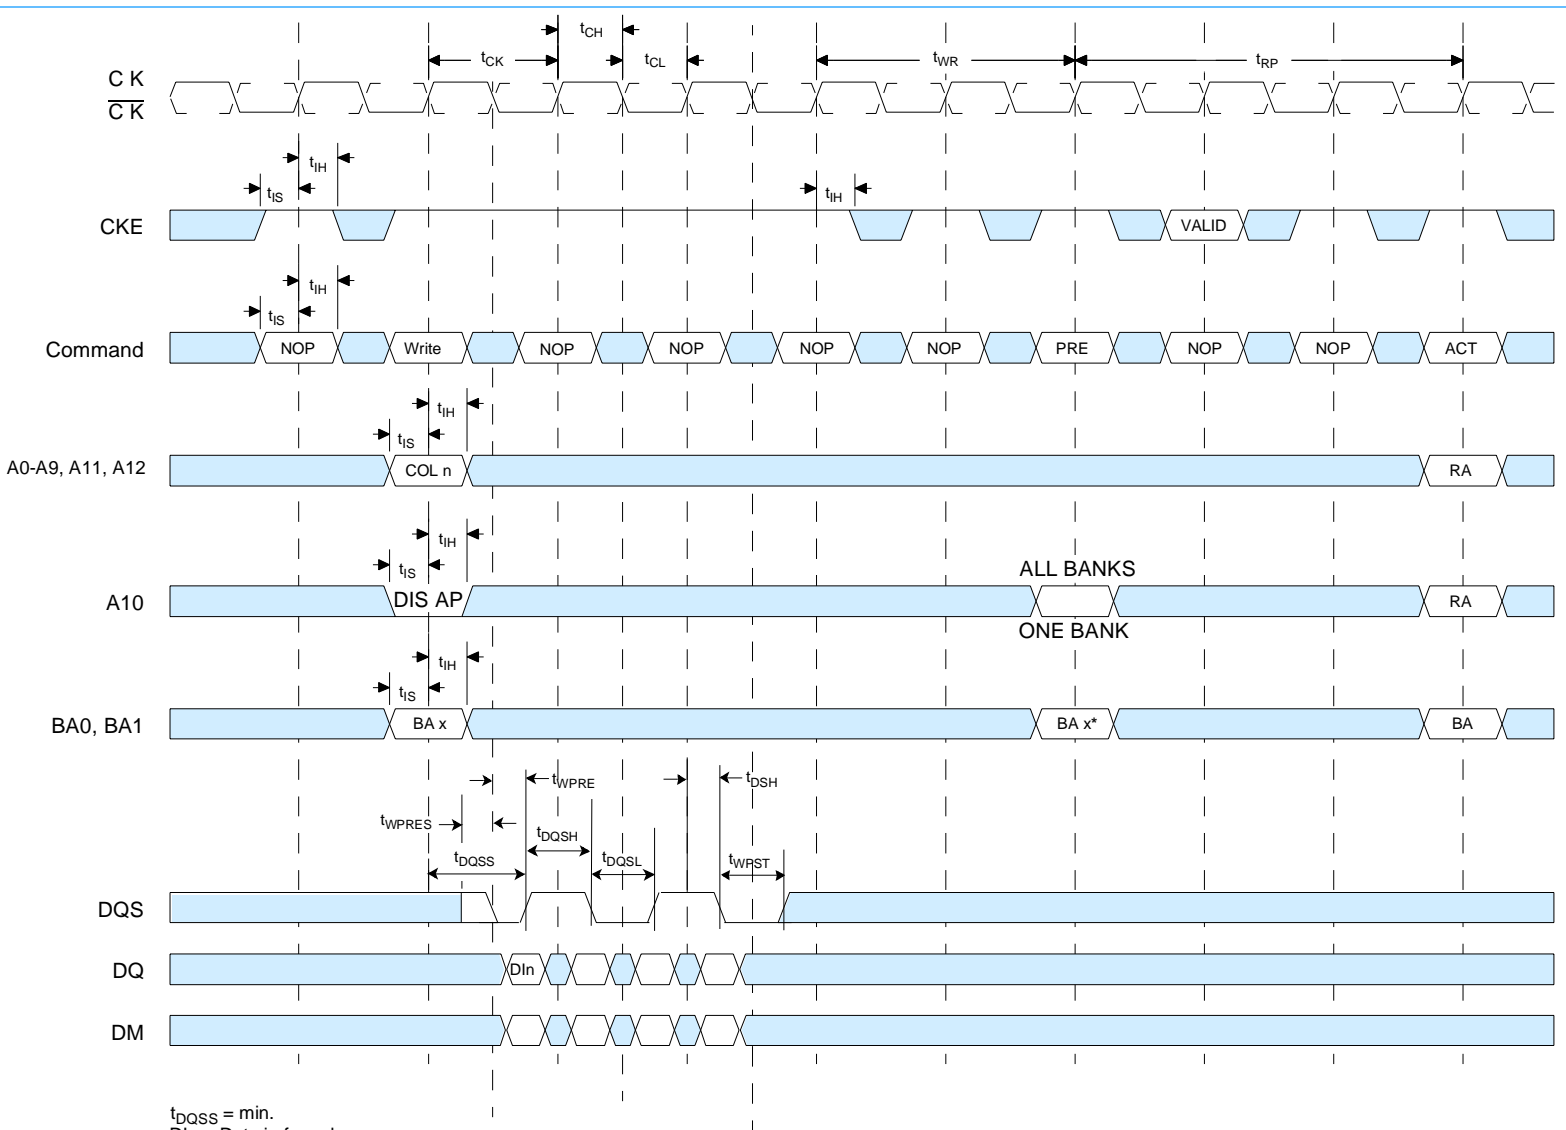 tCH
tCK
tCL
tWR
tRP
C K
C K
tIH
tIS
tIH
CKE
VALID
tIH
tIS
Command
NOP
Write
NOP
NOP
NOP
NOP
PRE
NOP
NOP
ACT
tIH
tIS
A0-A9, A11, A12
COL n
RA
tIH
tIS
ALL BANKS
A10
DIS AP
RA
ONE BANK
tIH
tIS
BA0, BA1
BA x
BA x*
BA
tWPRE
tDSH
tWPRES
tDQSH
tDQSS
tDQSL
tWPST
DQS
DQ
DIn
DM
tDQSS = min.